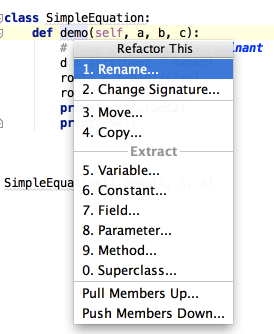 class SimpleEquation:
def demo(self, a, b, c):
# Refactor This nant
d
ro 1. Rename...
ro 2. Change Signature...
pr 3. Move...
pr 4. Copy...
Extract
5. Variable...
6. Constant...
7. Field...
SimpleEqua 8. Parameter...
9. Method...
0. Superclass...
Pull Members Up...
Push Members Down...